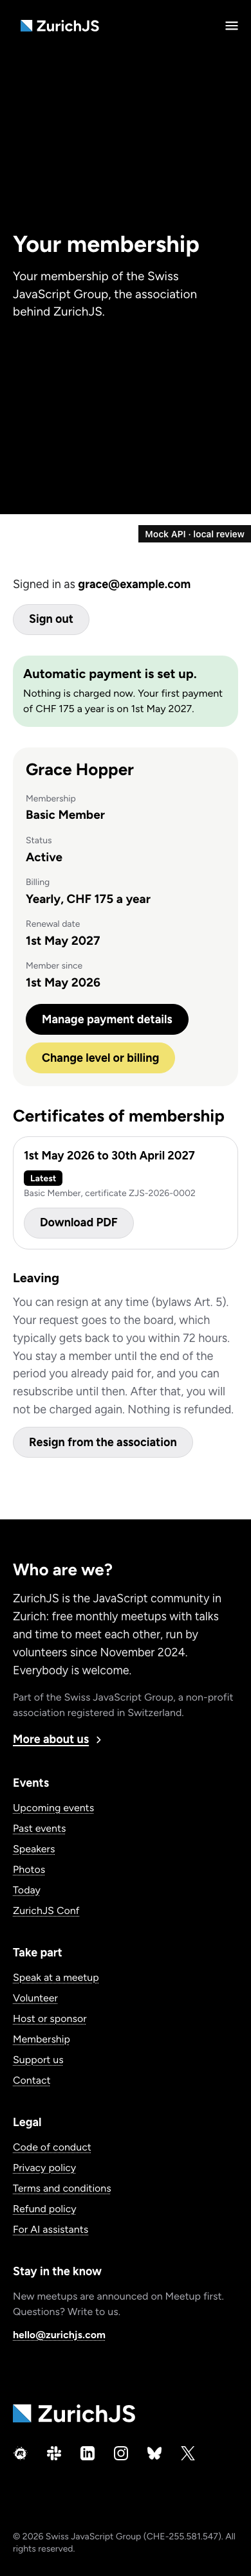 ZurichJS
Your membership
Your membership of the Swiss
JavaScript Group, the association
behind ZurichJS.
Mock API · local review
Signed in as grace@example.com
Sign out
Automatic payment is set up.
Nothing is charged now. Your first payment
of CHF 175 a year is on 1st May 2027.
Grace Hopper
Membership
Basic Member
Status
Active
Billing
Yearly, CHF 175 a year
Renewal date
1st May 2027
Member since
1st May 2026
Manage payment details
Change level or billing
Certificates of membership
1st May 2026 to 30th April 2027
Latest
Basic Member, certificate ZJS-2026-0002
Download PDF
Leaving
You can resign at any time (bylaws Art. 5).
Your request goes to the board, which
typically gets back to you within 72 hours.
You stay a member until the end of the
period you already paid for, and you can
resubscribe until then. After that, you will
not be charged again. Nothing is refunded.
Resign from the association
Who are we?
ZurichJS is the JavaScript community in
Zurich: free monthly meetups with talks
and time to meet each other, run by
volunteers since November 2024.
Everybody is welcome.
Part of the Swiss JavaScript Group, a non-profit
association registered in Switzerland.
More about us
Events
Upcoming events
Past events
Speakers
Photos
Today
ZurichJS Conf
Take part
Speak at a meetup
Volunteer
Host or sponsor
Membership
Support us
Contact
Legal
Code of conduct
Privacy policy
Terms and conditions
Refund policy
For AI assistants
Stay in the know
New meetups are announced on Meetup first.
Questions? Write to us.
hello@zurichjs.com
ZurichJS
© 2026 Swiss JavaScript Group (CHE-255.581.547). All
rights reserved.